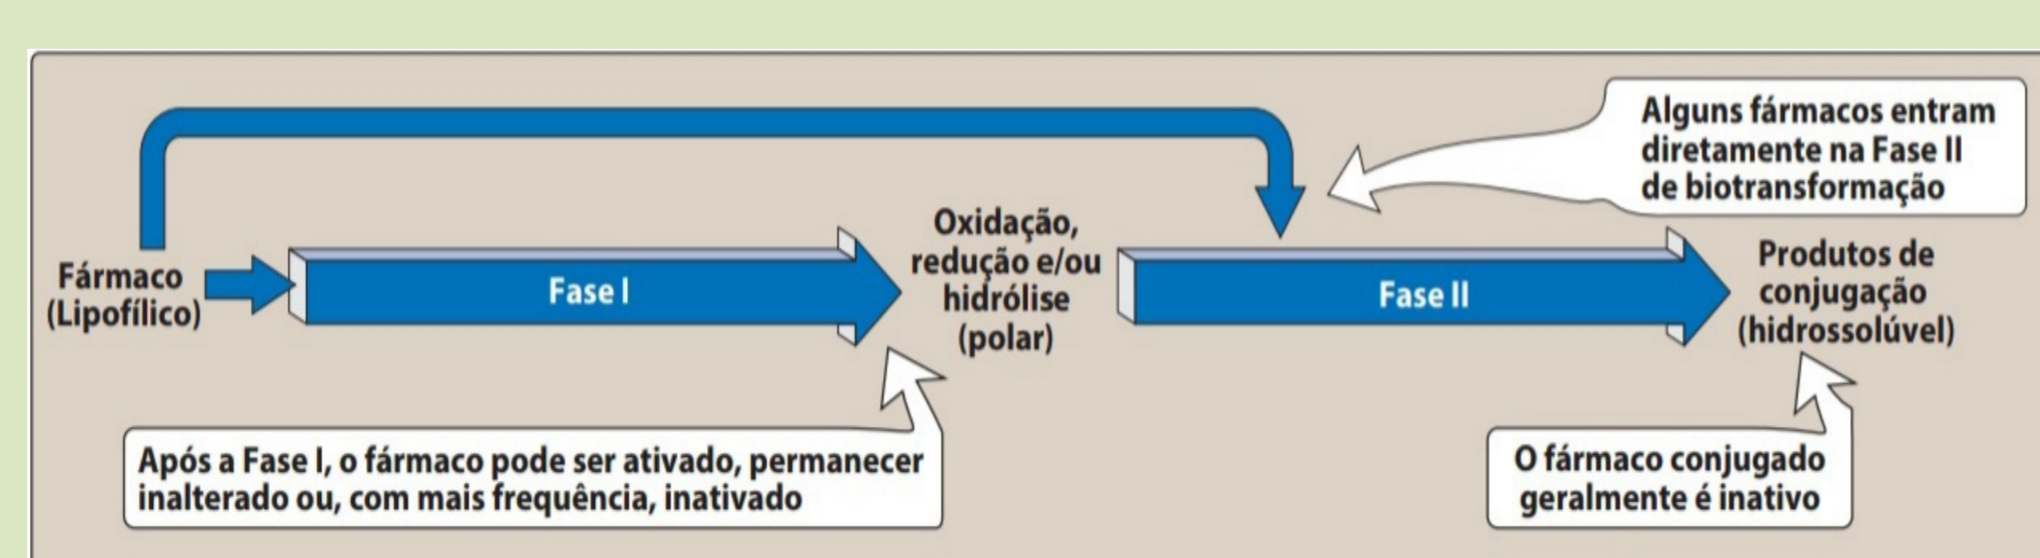 Alguns fármacos entram
diretamente na Fase II
de biotransformação
Fármaco
(Lipofílico)
Fase I
Oxidação,
redução e/ou
hidrólise
(polar)
Fase II
Produtos de
conjugação
(hidrossolúvel)
Após a Fase I, o fármaco pode ser ativado, permanecer
inalterado ou, com mais frequência, inativado
O fármaco conjugado
geralmente é inativo